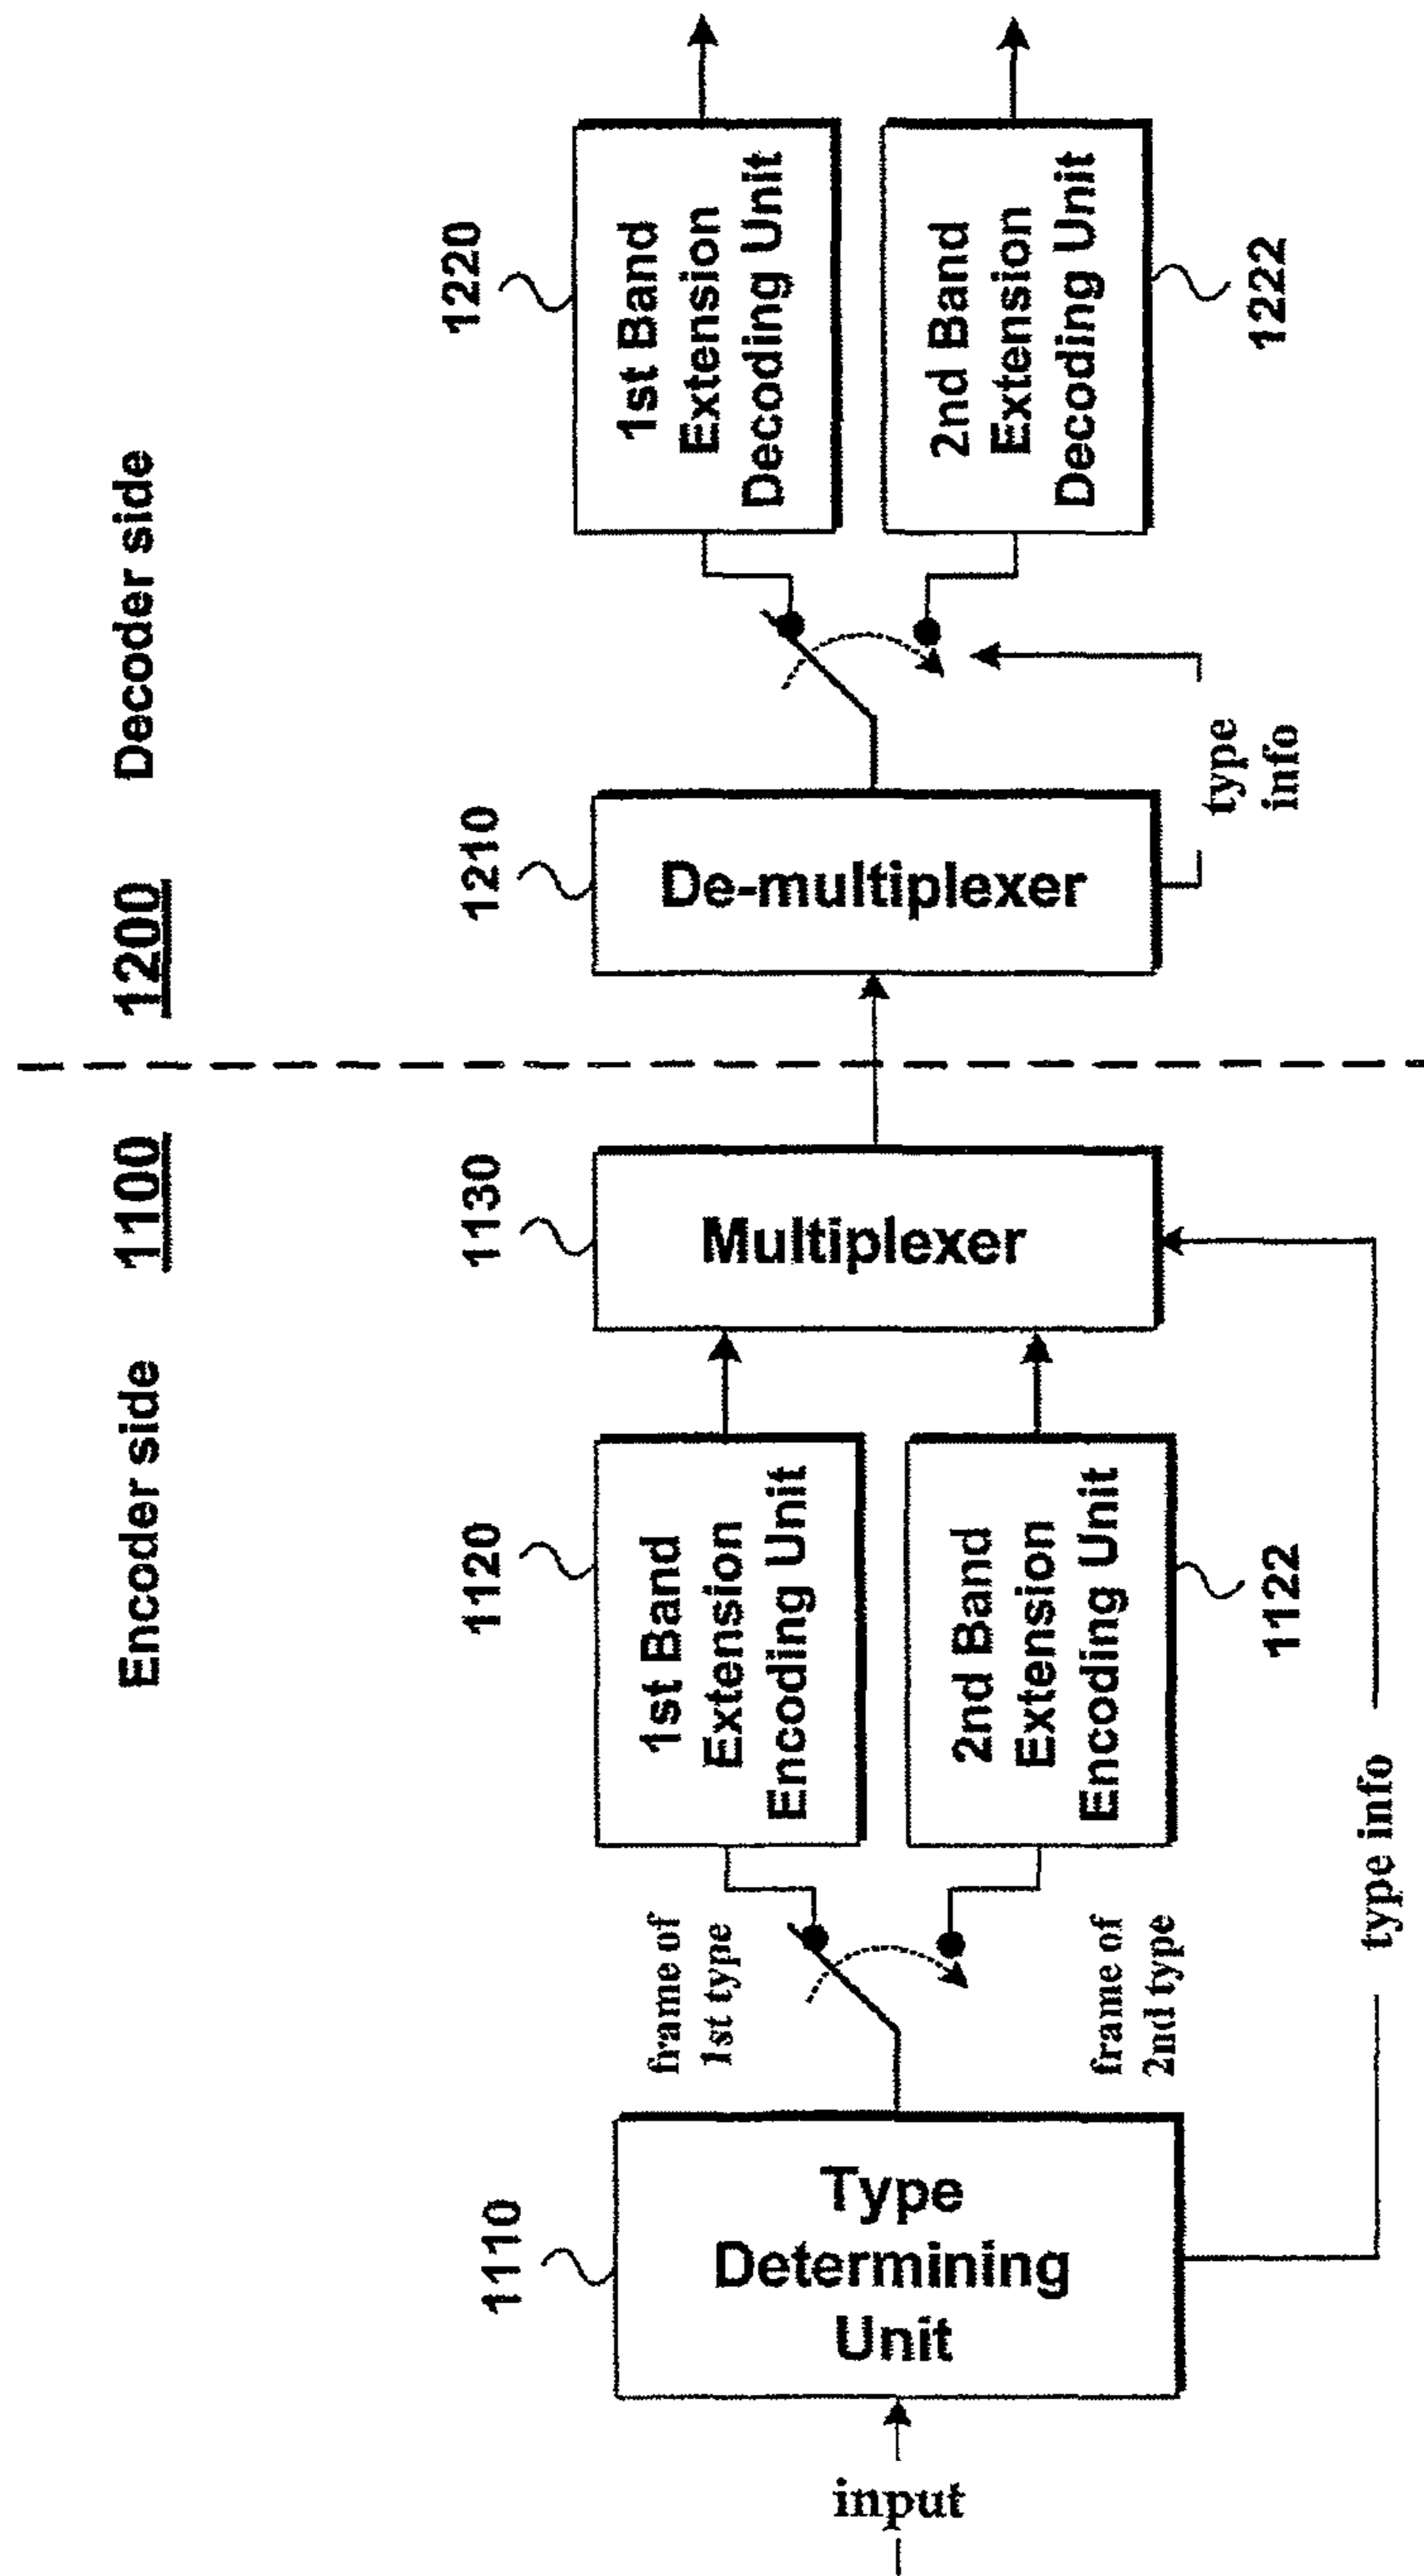 Encoder side
1100
1200
Decoder side
1110
Type
Determining
Unit
input
frame of
1st type
frame of
2nd type
type info
1120
1st Band
Extension
Encoding Unit
2nd Band
Extension
Encoding Unit
1122
1130
Multiplexer
1210
De-multiplexer
type
info
1220
1st Band
Extension
Decoding Unit
2nd Band
Extension
Decoding Unit
1222